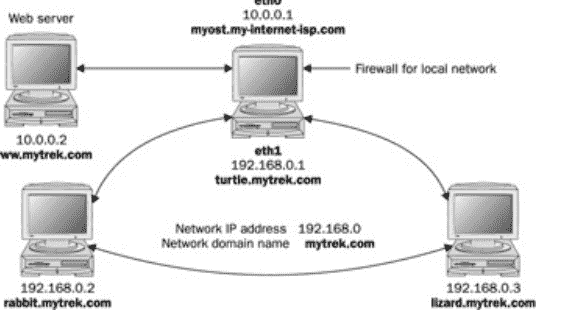 eth0
Web server
10.0.0.1
myost.my-internet-isp.com
Firewall for local network
10.0.0.2
www.mytrek.com
eth1
192.168.0.1
turtle.mytrek.com
Network IP address 192.168.0
Network domain name mytrek.com
192.168.0.2
rabbit.mytrek.com
192.168.0.3
lizard.mytrek.com